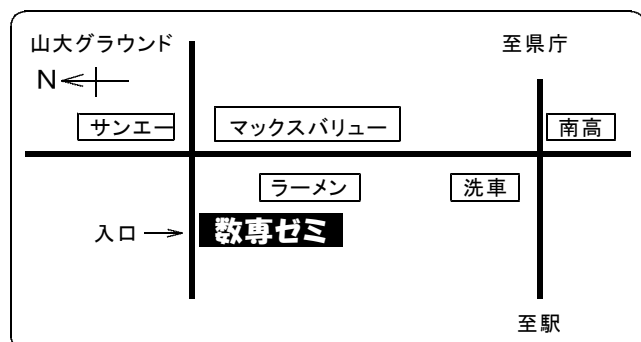 山大グラウンド
至県庁
N
サンエー
マックスバリュー
南高
ラーメン
洗車
入口
数専ゼミ
至駅